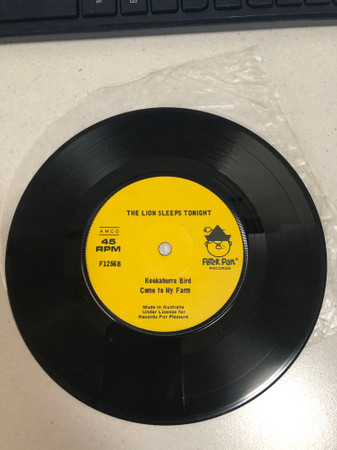 THE LION SLEEPS TONIGHT
AMCO
45
RPM
F12568
Peter Pan
RECORDS
Kookaburra Bird
Come to My Farm
Made in Australia
Under License for
Records For Pleasure